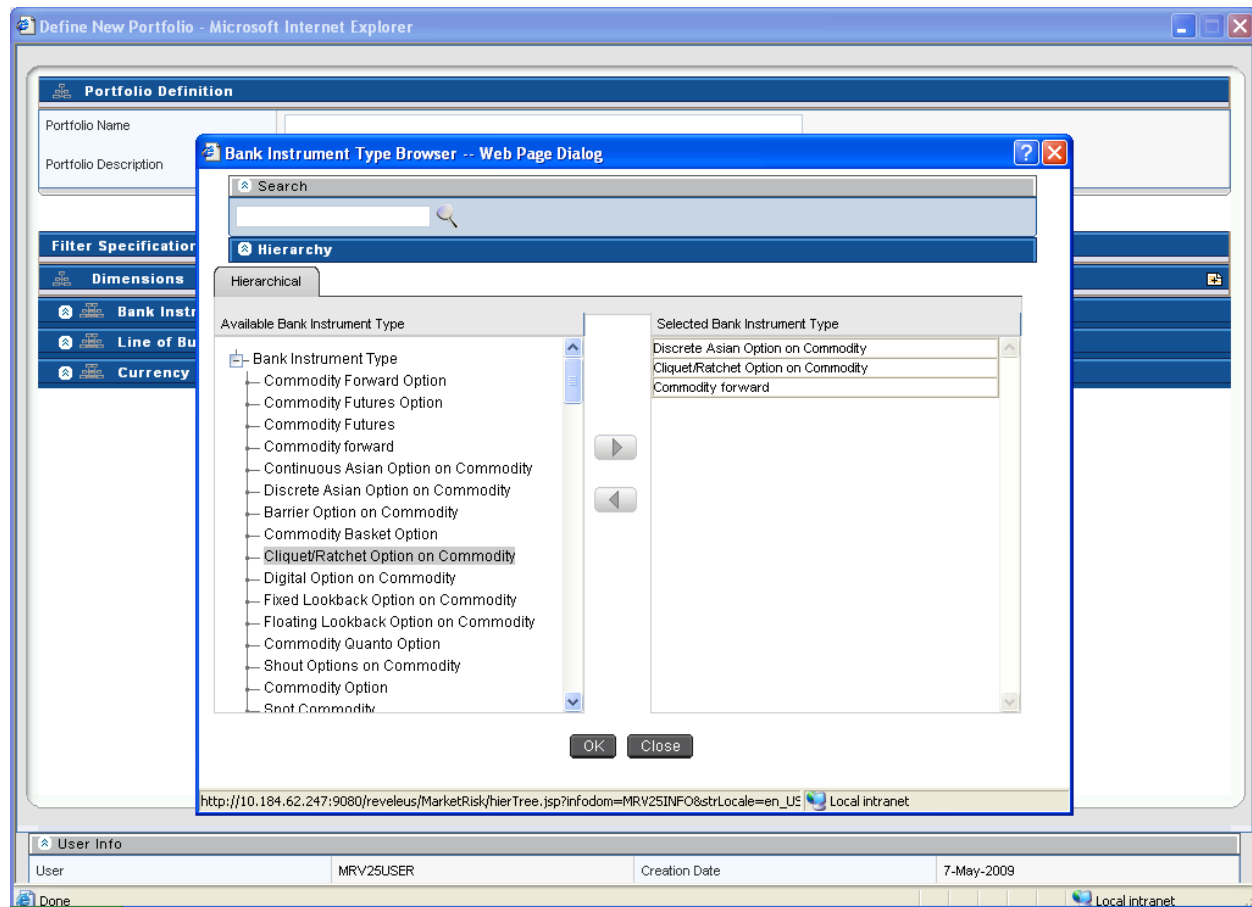 Define New Portfolio - Microsoft Internet Explorer
Portfolio Definition
Portfolio Name
Portfolio Description
Bank Instrument Type Browser -- Web Page Dialog
Search
Filter Specification
Hierarchy
Dimensions
Hierarchical
Bank Instr
Available Bank Instrument Type
Selected Bank Instrument Type
Line of Bu
Currency
Bank Instrument Type
Commodity Forward Option
Commodity Futures Option
Commodity Futures
Commodity forward
Continuous Asian Option on Commodity
Discrete Asian Option on Commodity
Barrier Option on Commodity
Commodity Basket Option
Cliquet/Ratchet Option on Commodity
Digital Option on Commodity
Fixed Lookback Option on Commodity
Floating Lookback Option on Commodity
Commodity Quanto Option
Shout Options on Commodity
Commodity Option
Spot Commodity
Discrete Asian Option on Commodity
Cliquet/Ratchet Option on Commodity
Commodity forward
OK Close
http://10.184.62.247:9080/reveleus/MarketRisk/hierTree.jsp?infodom=MRV25INFO&strLocale=en_US Local intranet
User Info
User MRV25USER Creation Date 7-May-2009
Done Local intranet